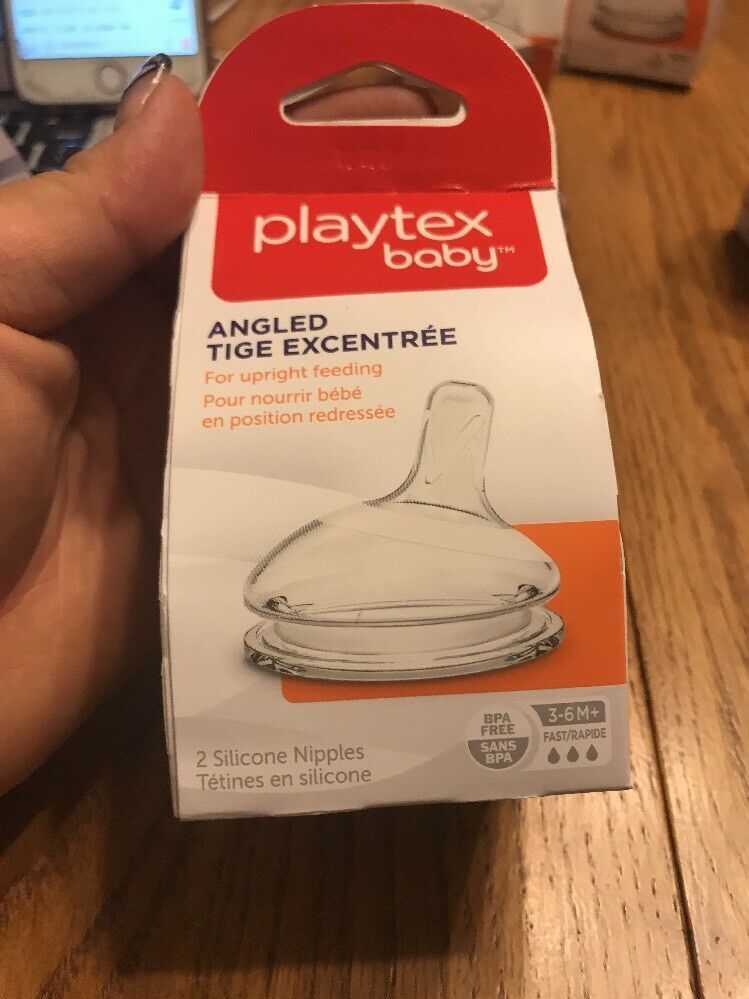 playtex
baby™
ANGLED
TIGE EXCENTRÉE
For upright feeding
Pour nourrir bébé
en position redressée
BPA
FREE
SANS
BPA
3-6M+
FAST/RAPIDE
2 Silicone Nipples
Tétines en silicone